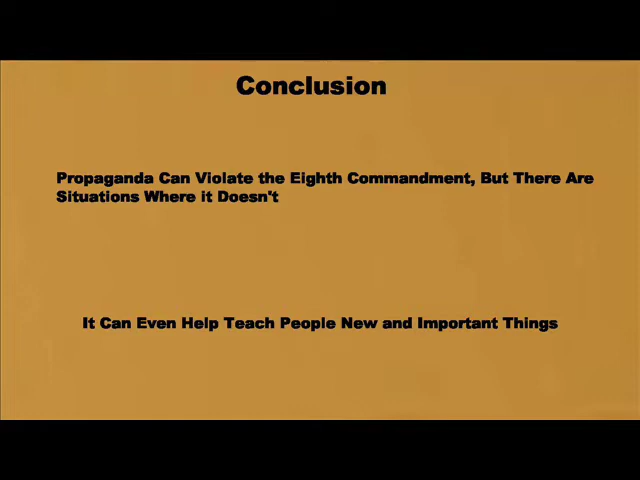 Conclusion
Propaganda Can Violate the Eighth Commandment, But There Are
Situations Where it Doesn't
It Can Even Help Teach People New and Important Things